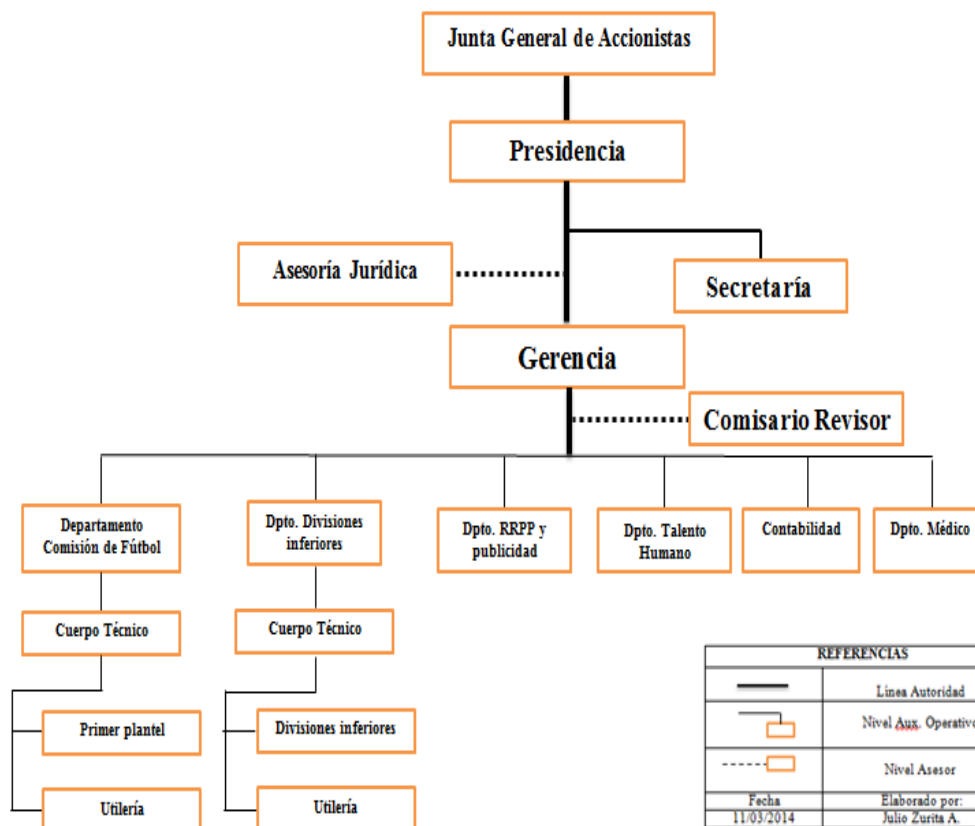 Junta General de Accionistas
Presidencia
Asesoría Jurídica
Secretaría
Gerencia
Comisario Revisor
Departamento
Comisión de Fútbol
Dpto. Divisiones
inferiores
Dpto. RRPP y
publicidad
Dpto. Talento
Humano
Contabilidad
Dpto. Médico
Cuerpo Técnico
Cuerpo Técnico
Primer plantel
Divisiones inferiores
Utilería
Utilería
REFERENCIAS
Línea Autoridad
Nivel Aux. Operativo
Nivel Asesor
Fecha
Elaborado por:
11/03/2014
Julio Zurita A.